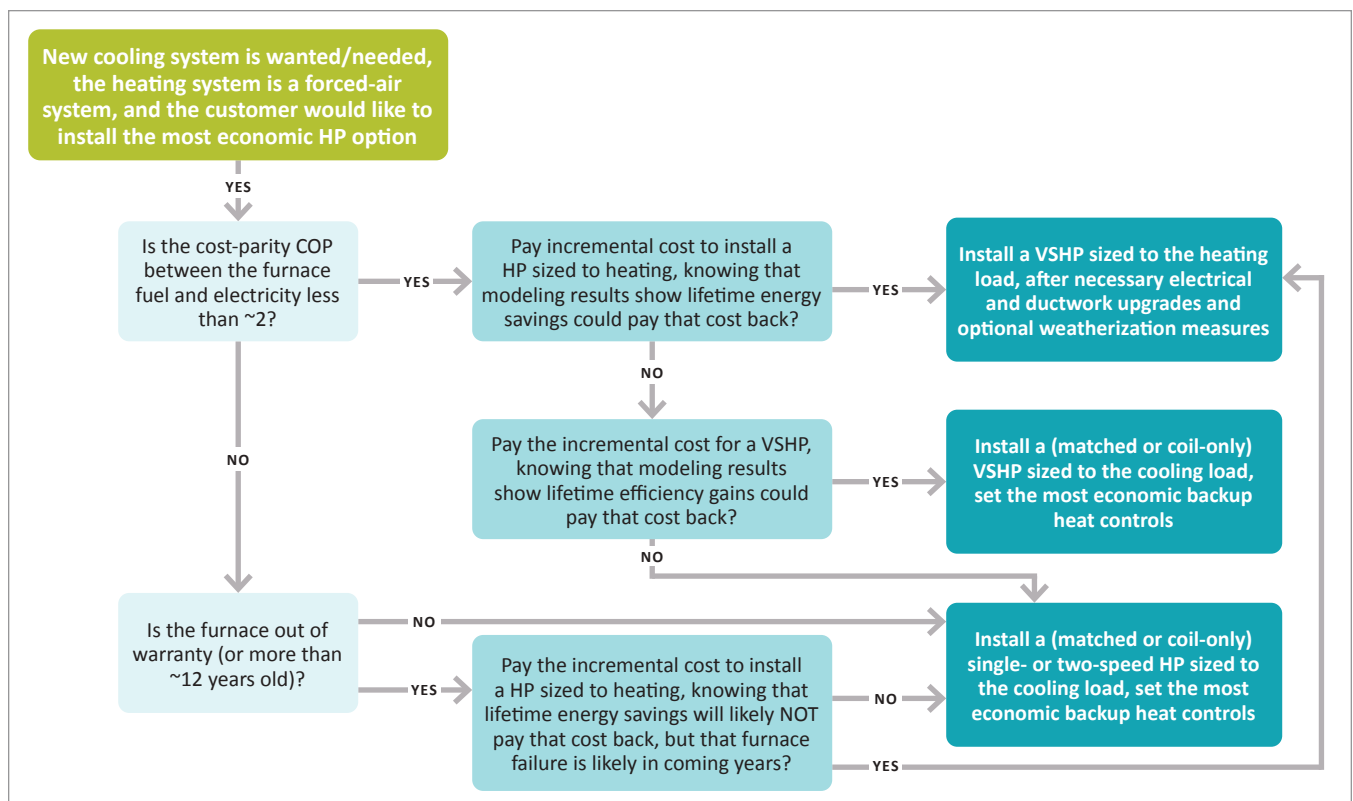 New cooling system is wanted/needed,
the heating system is a forced-air
system, and the customer would like to
install the most economic HP option
YES
Is the cost-parity COP
between the furnace
fuel and electricity less
than ~2?
YES
Pay incremental cost to install a
HP sized to heating, knowing that
modeling results show lifetime energy
savings could pay that cost back?
YES
Install a VSHP sized to the heating
load, after necessary electrical
and ductwork upgrades and
optional weatherization measures
NO
NO
Pay the incremental cost for a VSHP,
knowing that modeling results
show lifetime efficiency gains could
pay that cost back?
YES
Install a (matched or coil-only)
VSHP sized to the cooling load,
set the most economic backup
heat controls
NO
Is the furnace out of
warranty (or more than
~12 years old)?
NO
YES
Pay the incremental cost to install
a HP sized to heating, knowing that
lifetime energy savings will likely NOT
pay that cost back, but that furnace
failure is likely in coming years?
NO
YES
Install a (matched or coil-only)
single- or two-speed HP sized to
the cooling load, set the most
economic backup heat controls